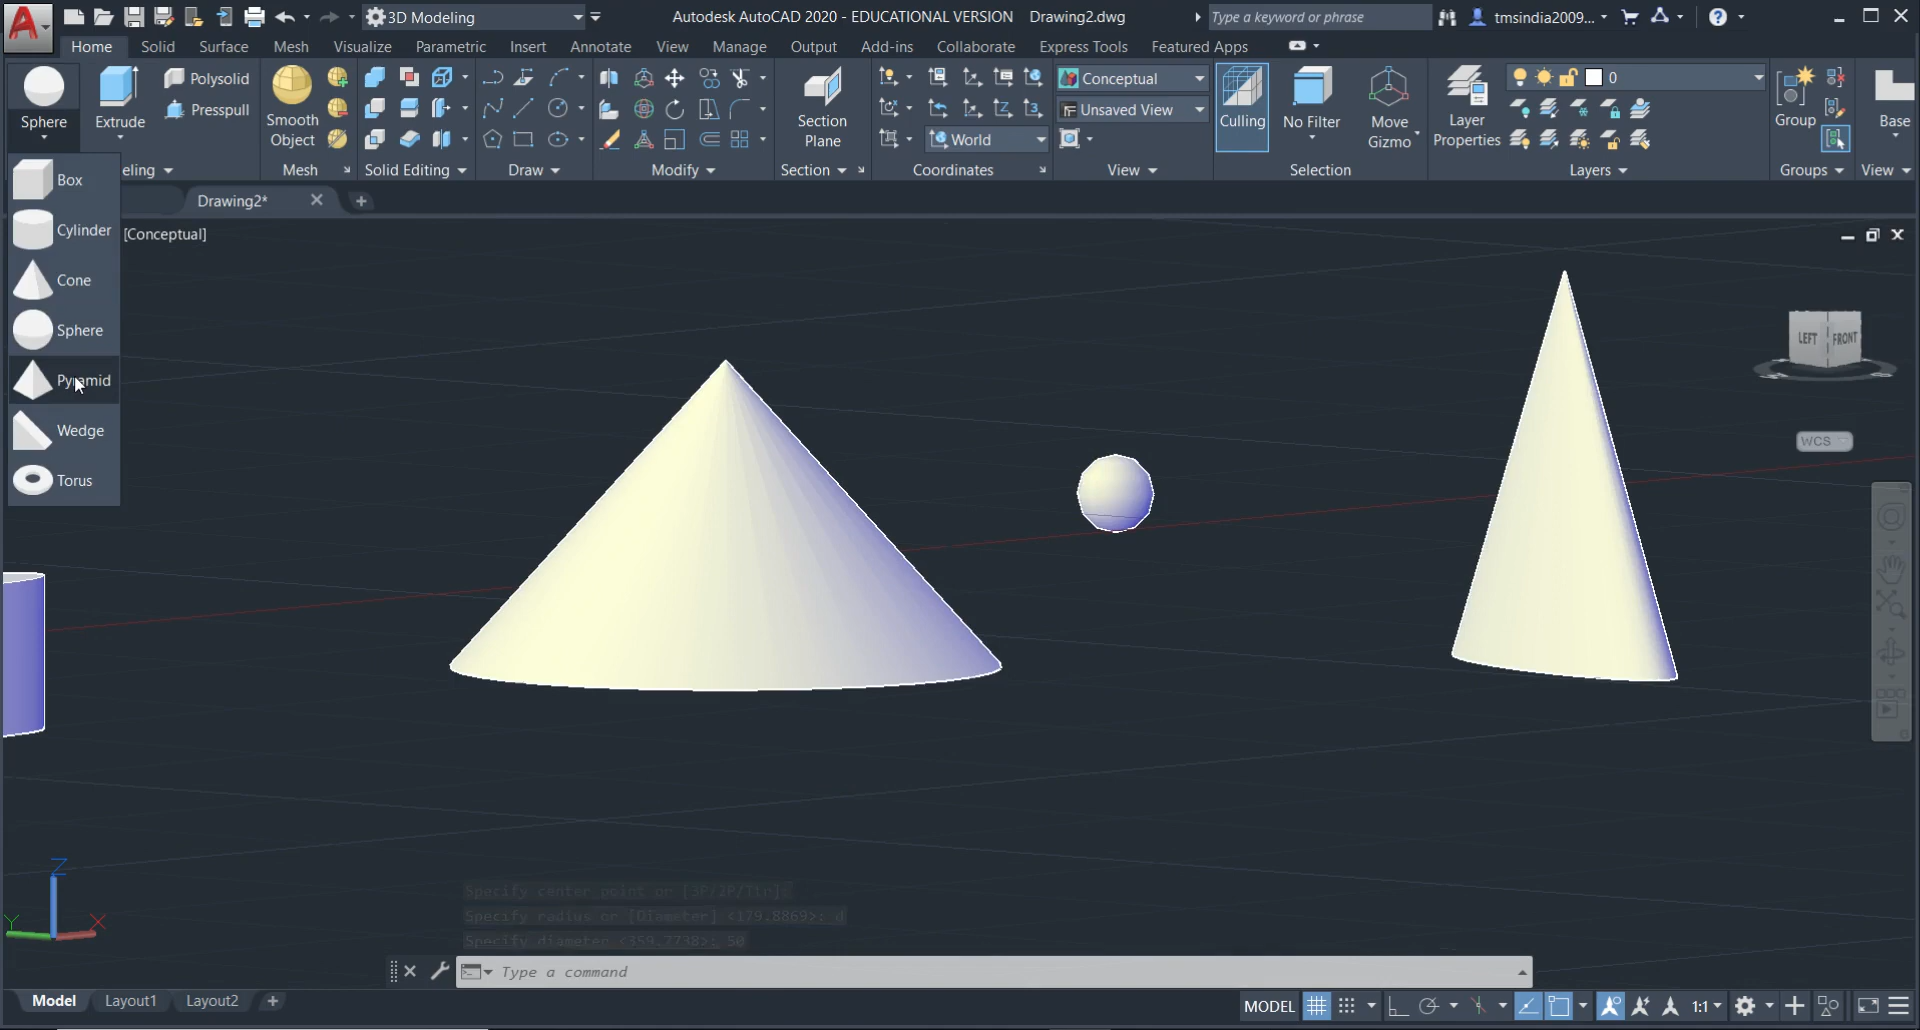 3D Modeling
Autodesk AutoCAD 2020 - EDUCATIONAL VERSION Drawing2.dwg
Type a keyword or phrase
tmsindia2009...
Home Solid Surface Mesh Visualize Parametric Insert Annotate View Manage Output Add-ins Collaborate Express Tools Featured Apps
Sphere
Extrude
Polysolid
Presspull
Smooth
Object
Section
Plane
Conceptual
Unsaved View
World
Culling
No Filter
Move
Gizmo
Layer
Properties
0
Group
Base
eling Mesh Solid Editing Draw Modify Section Coordinates View Selection Layers Groups View
Drawing2*
[Conceptual]
Box
Cylinder
Cone
Sphere
Pyramid
Wedge
Torus
LEFT FRONT
WCS
Z
Y
X
Specify center point or [3P/2P/Ttr]:
Specify radius or [Diameter] <179.8869>: d
Specify diameter <359.7738>: 50
Type a command
Model Layout1 Layout2
MODEL
1:1